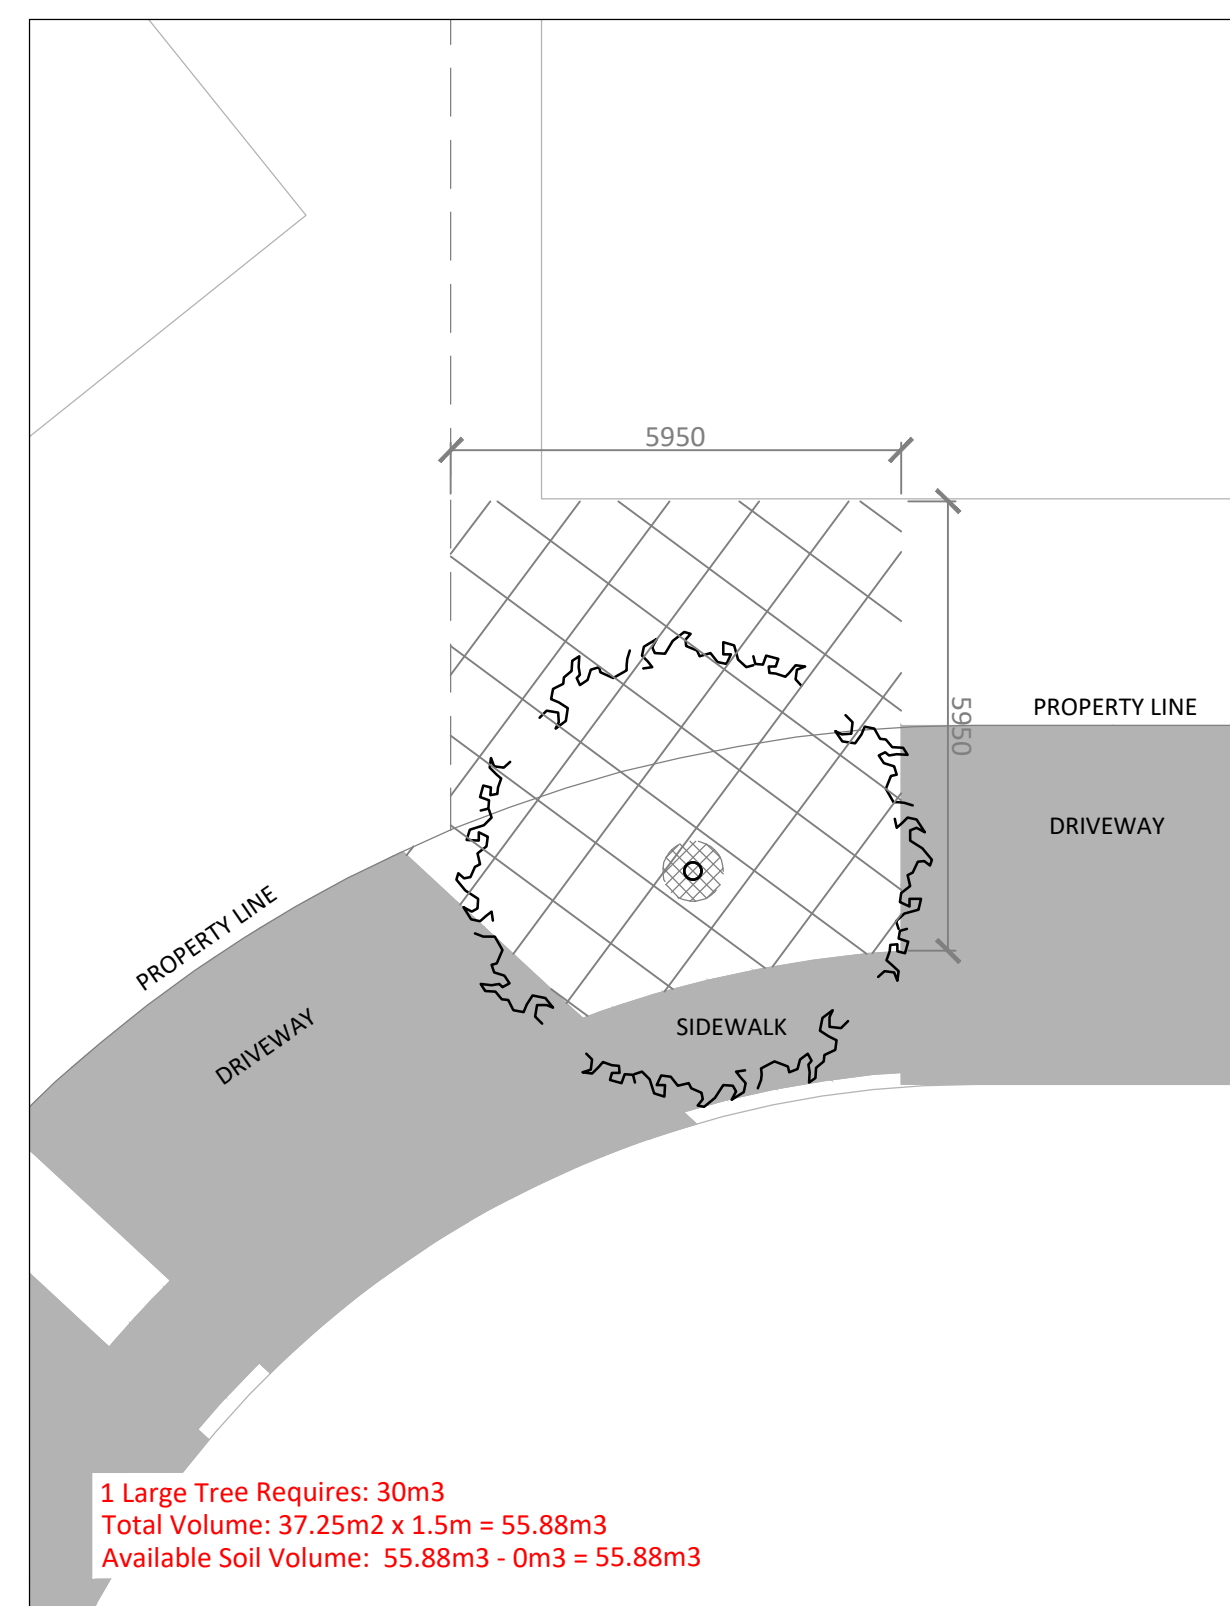 5950
5950
PROPERTY LINE
DRIVEWAY
PROPERTY LINE
DRIVEWAY
SIDEWALK
1 Large Tree Requires: 30m3
Total Volume: 37.25m2 x 1.5m = 55.88m3
Available Soil Volume: 55.88m3 - 0m3 = 55.88m3